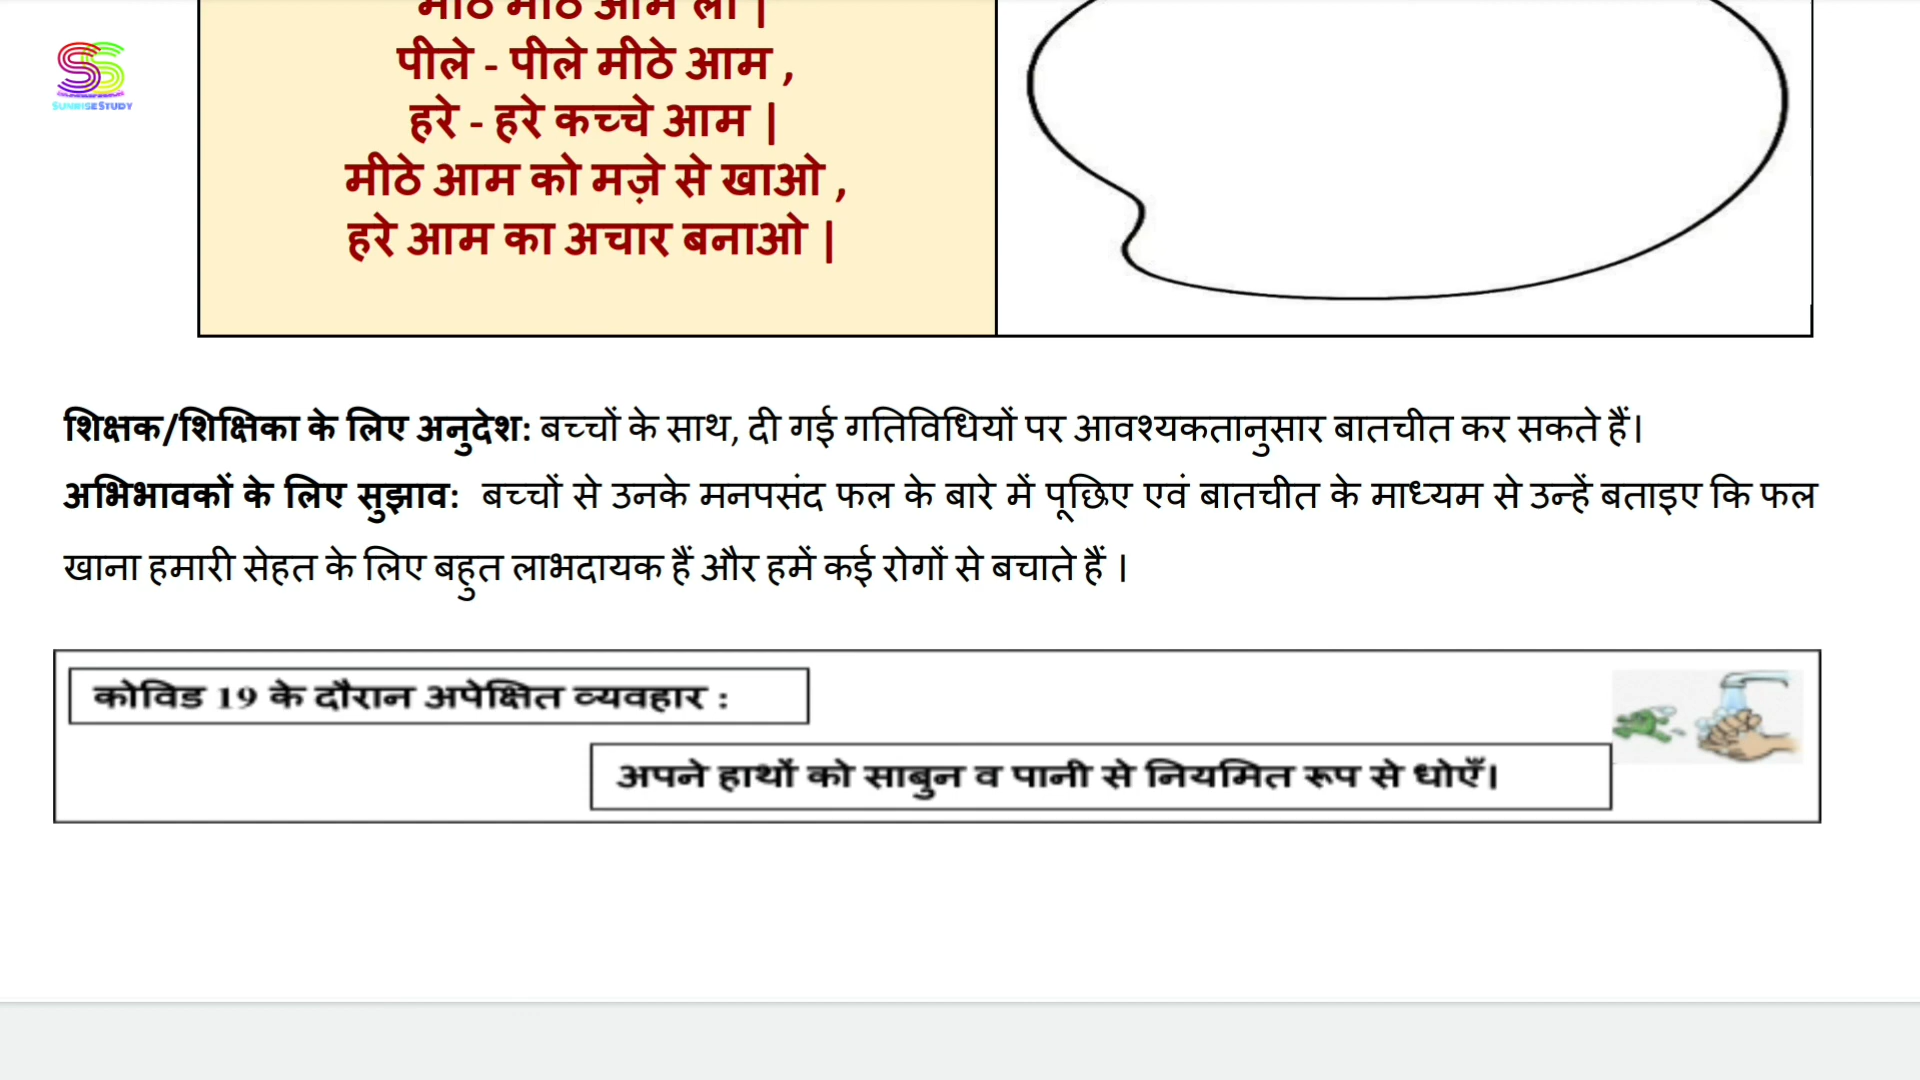 पीले - पीले मीठे आम ,
हरे - हरे कच्चे आम |
मीठे आम को मज़े से खाओ ,
हरे आम का अचार बनाओ |
SUNRISESTUDY
शिक्षक/शिक्षिका के लिए अनुदेश: बच्चों के साथ, दी गई गतिविधियों पर आवश्यकतानुसार बातचीत कर सकते हैं।
अभिभावकों के लिए सुझाव: बच्चों से उनके मनपसंद फल के बारे में पूछिए एवं बातचीत के माध्यम से उन्हें बताइए कि फल
खाना हमारी सेहत के लिए बहुत लाभदायक हैं और हमें कई रोगों से बचाते हैं ।
कोविड 19 के दौरान अपेक्षित व्यवहार :
अपने हाथों को साबुन व पानी से नियमित रूप से धोएँ।